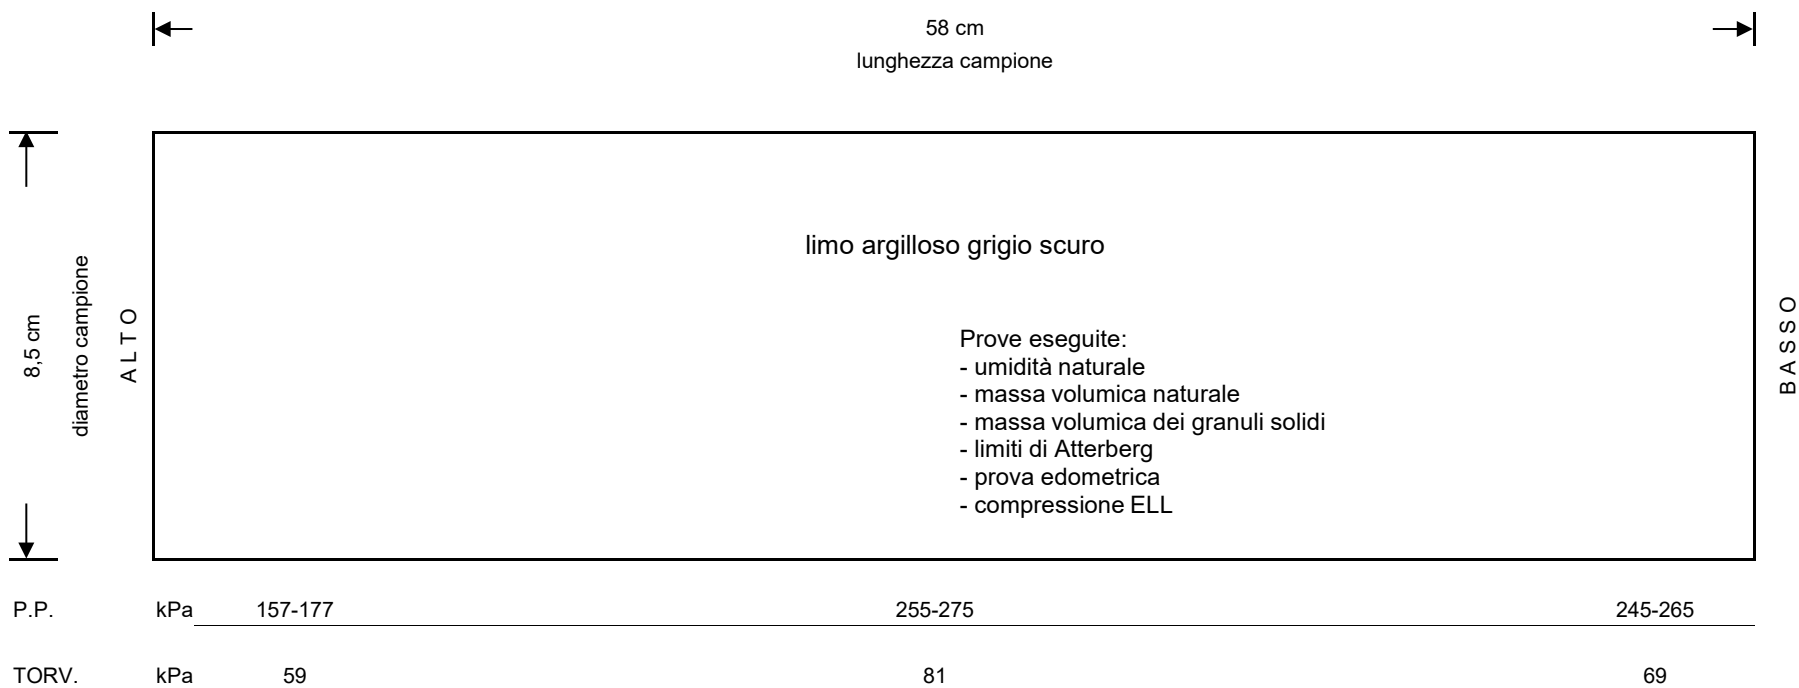 58 cm
lunghezza campione
8,5 cm
diametro campione
ALTO
limo argilloso grigio scuro
Prove eseguite:
- umidità naturale
- massa volumica naturale
- massa volumica dei granuli solidi
- limiti di Atterberg
- prova edometrica
- compressione ELL
BASSO
P.P. kPa 157-177 255-275 245-265
TORV. kPa 59 81 69